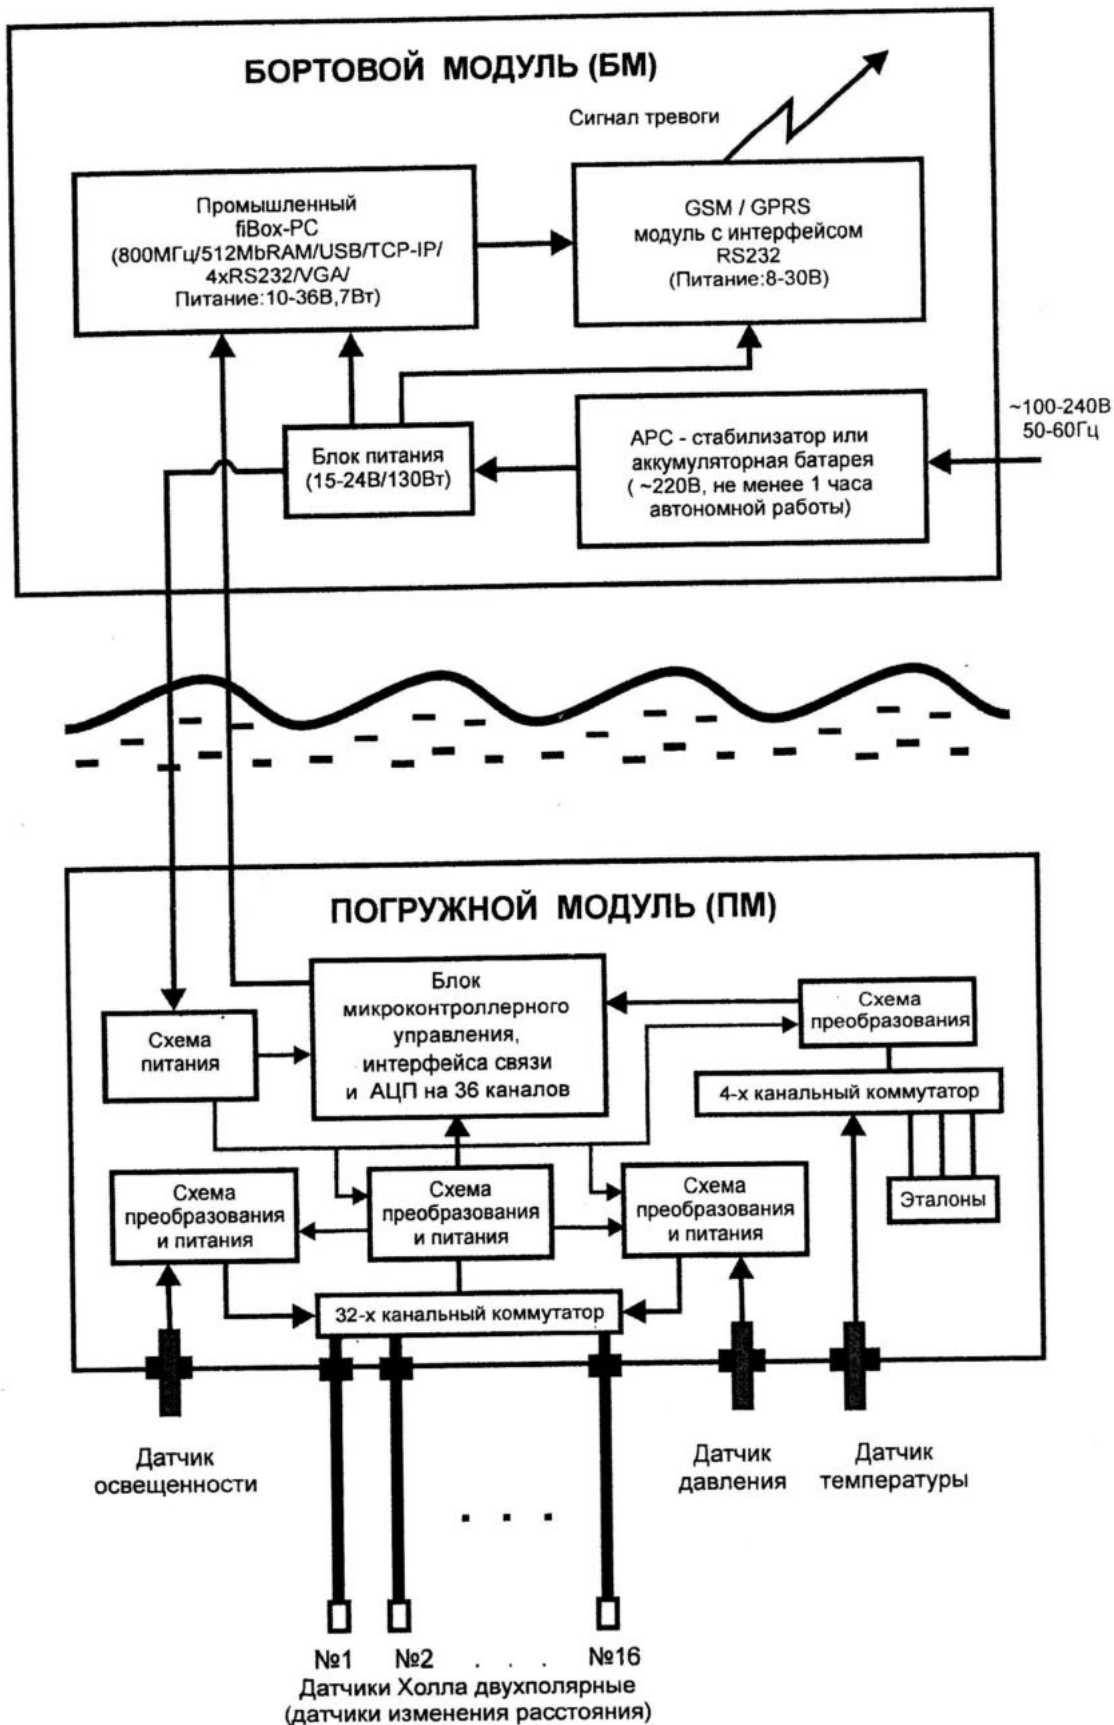 БОРТОВОЙ МОДУЛЬ (БМ)
Сигнал тревоги
Промышленный
fiBox-PC
(800МГц/512MbRAM/USB/TCP-IP/
4xRS232/VGA/
Питание:10-36В,7Вт)
GSM / GPRS
модуль с интерфейсом
RS232
(Питание:8-30В)
Блок питания
(15-24В/130Вт)
АРС - стабилизатор или
аккумуляторная батарея
( ~220В, не менее 1 часа
автономной работы)
~100-240В
50-60Гц
ПОГРУЖНОЙ МОДУЛЬ (ПМ)
Схема
питания
Блок
микроконтроллерного
управления,
интерфейса связи
и АЦП на 36 каналов
Схема
преобразования
4-х канальный коммутатор
Эталоны
Схема
преобразования
и питания
Схема
преобразования
и питания
Схема
преобразования
и питания
32-х канальный коммутатор
Датчик
освещенности
Датчик
давления
Датчик
температуры
. . .
№1 №2 . . . №16
Датчики Холла двухполярные
(датчики изменения расстояния)